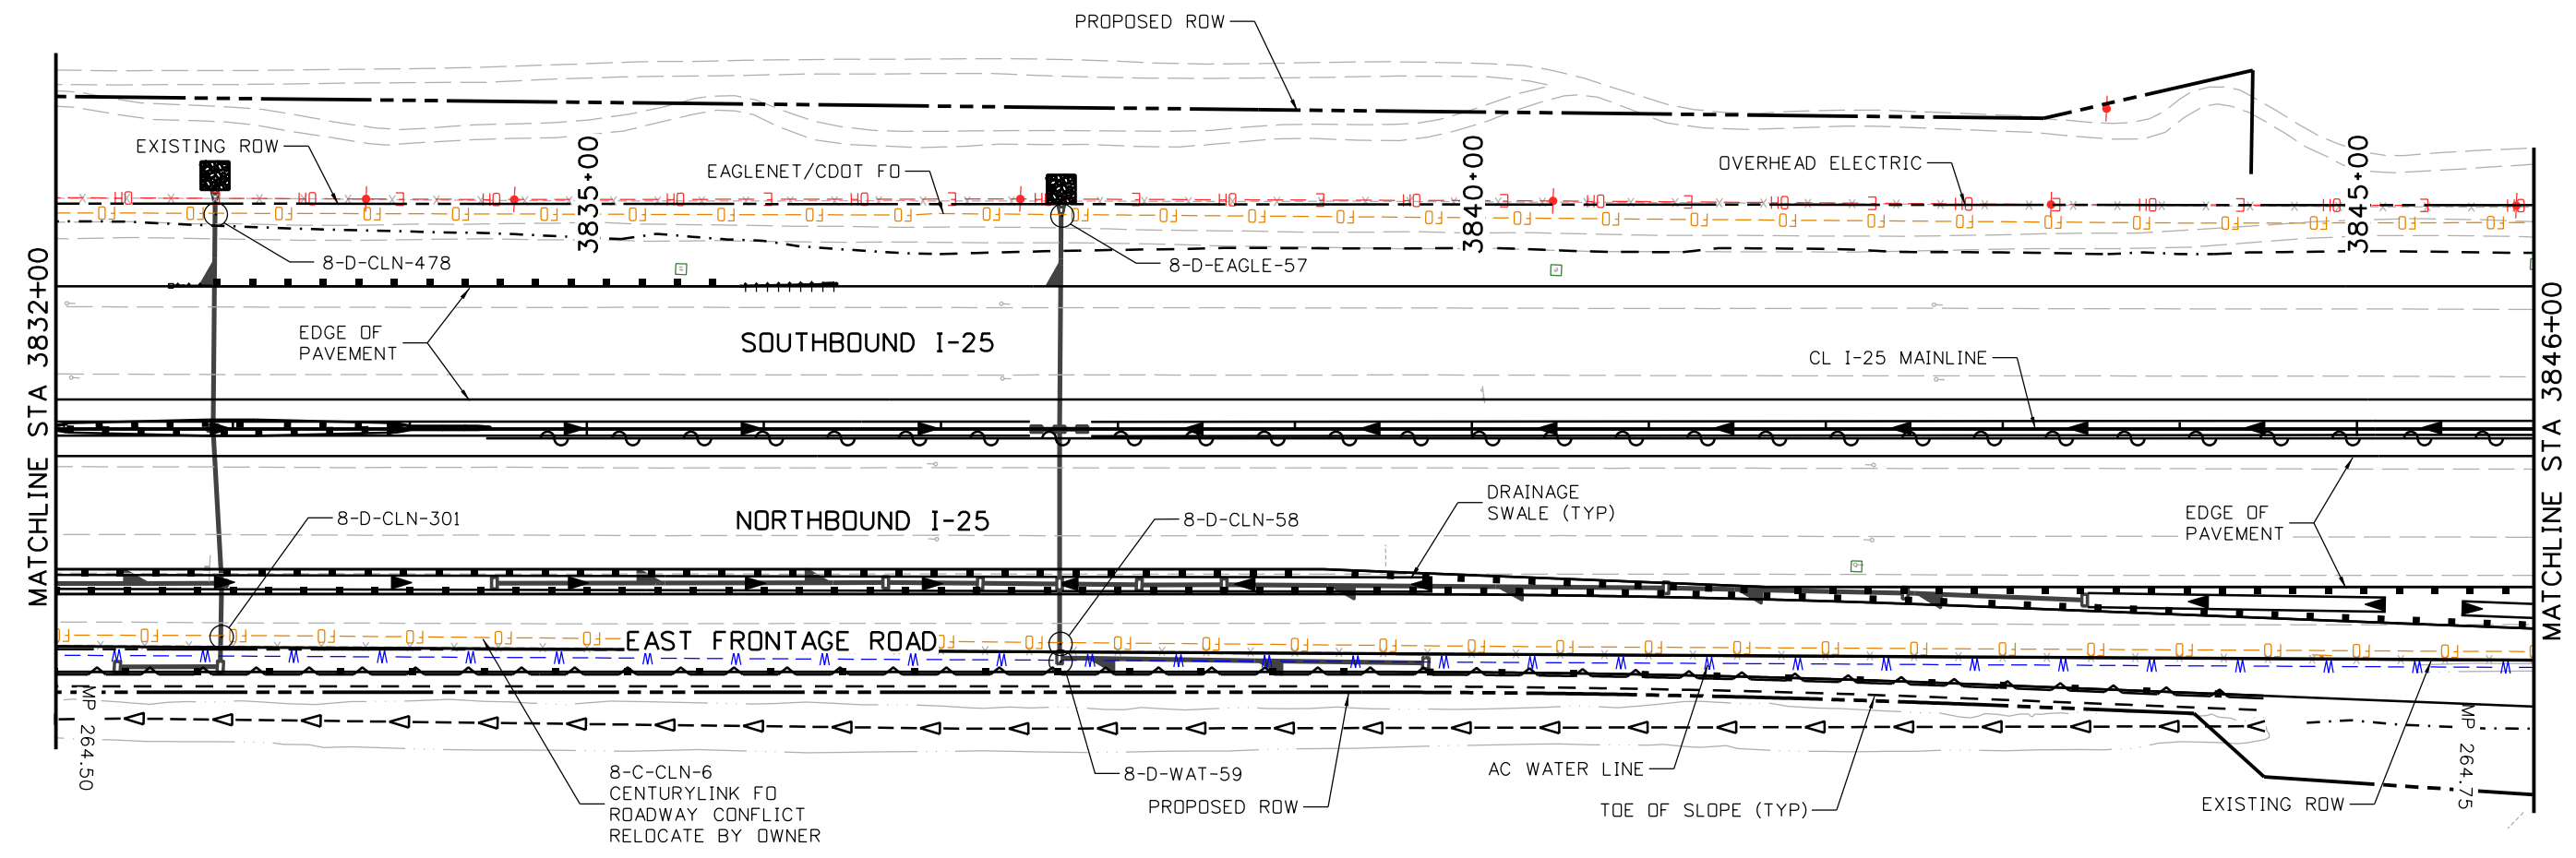 PROPOSED ROW
EXISTING ROW
EAGLENET/CDOT FO
3835+00
3840+00
OVERHEAD ELECTRIC
3845+00
8-D-CLN-478
8-D-EAGLE-57
MATCHLINE STA 3832+00
EDGE OF
PAVEMENT
SOUTHBOUND I-25
CL I-25 MAINLINE
MATCHLINE STA 3846+00
8-D-CLN-301
NORTHBOUND I-25
8-D-CLN-58
DRAINAGE
SWALE (TYP)
EDGE OF
PAVEMENT
EAST FRONTAGE ROAD
MP 264.50
8-C-CLN-6
CENTURYLINK FO
ROADWAY CONFLICT
RELOCATE BY OWNER
8-D-WAT-59
PROPOSED ROW
AC WATER LINE
TOE OF SLOPE (TYP)
EXISTING ROW
MP 264.75